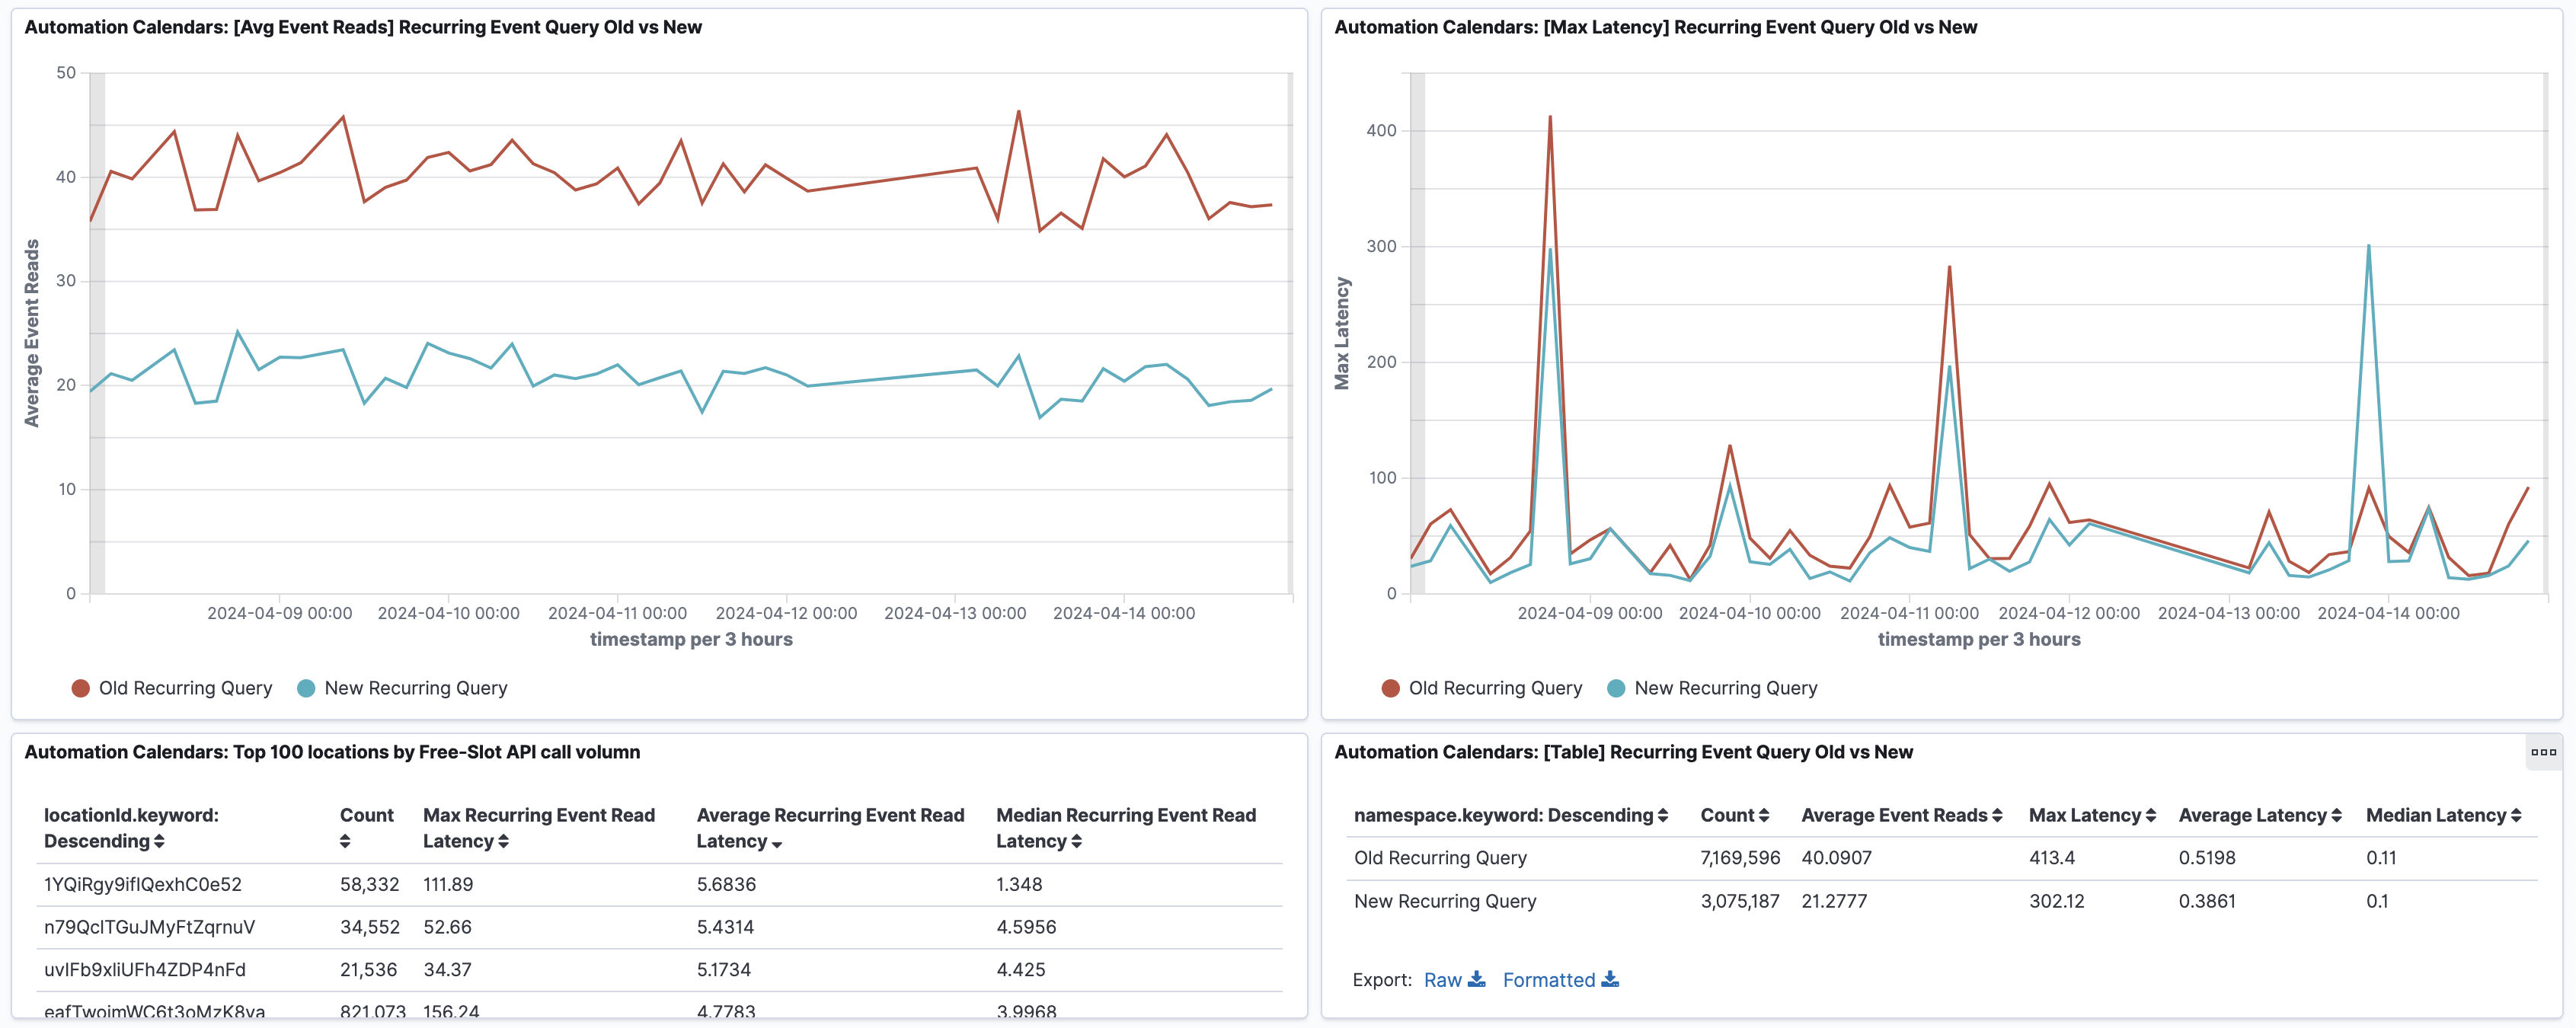 Automation Calendars: [Avg Event Reads] Recurring Event Query Old vs New
50
40
30
20
10
0
Average Event Reads
2024-04-09 00:00 2024-04-10 00:00 2024-04-11 00:00 2024-04-12 00:00 2024-04-13 00:00 2024-04-14 00:00
timestamp per 3 hours
Old Recurring Query New Recurring Query
Automation Calendars: [Max Latency] Recurring Event Query Old vs New
400
300
200
100
0
Max Latency
2024-04-09 00:00 2024-04-10 00:00 2024-04-11 00:00 2024-04-12 00:00 2024-04-13 00:00 2024-04-14 00:00
timestamp per 3 hours
Old Recurring Query New Recurring Query
Automation Calendars: Top 100 locations by Free-Slot API call volumn
locationId.keyword: Count Max Recurring Event Read Average Recurring Event Read Median Recurring Event Read
Descending Latency Latency Latency
1YQiRgy9ifIQexhC0e52 58,332 111.89 5.6836 1.348
n79QcITGuJMyFtZqrnuV 34,552 52.66 5.4314 4.5956
uvIFb9xIiUFh4ZDP4nFd 21,536 34.37 5.1734 4.425
eafTwoimWC6t3oMzK8va 821,073 156.24 4.7783 3.9968
Automation Calendars: [Table] Recurring Event Query Old vs New
namespace.keyword: Descending Count Average Event Reads Max Latency Average Latency Median Latency
Old Recurring Query 7,169,596 40.0907 413.4 0.5198 0.11
New Recurring Query 3,075,187 21.2777 302.12 0.3861 0.1
Export: Raw Formatted